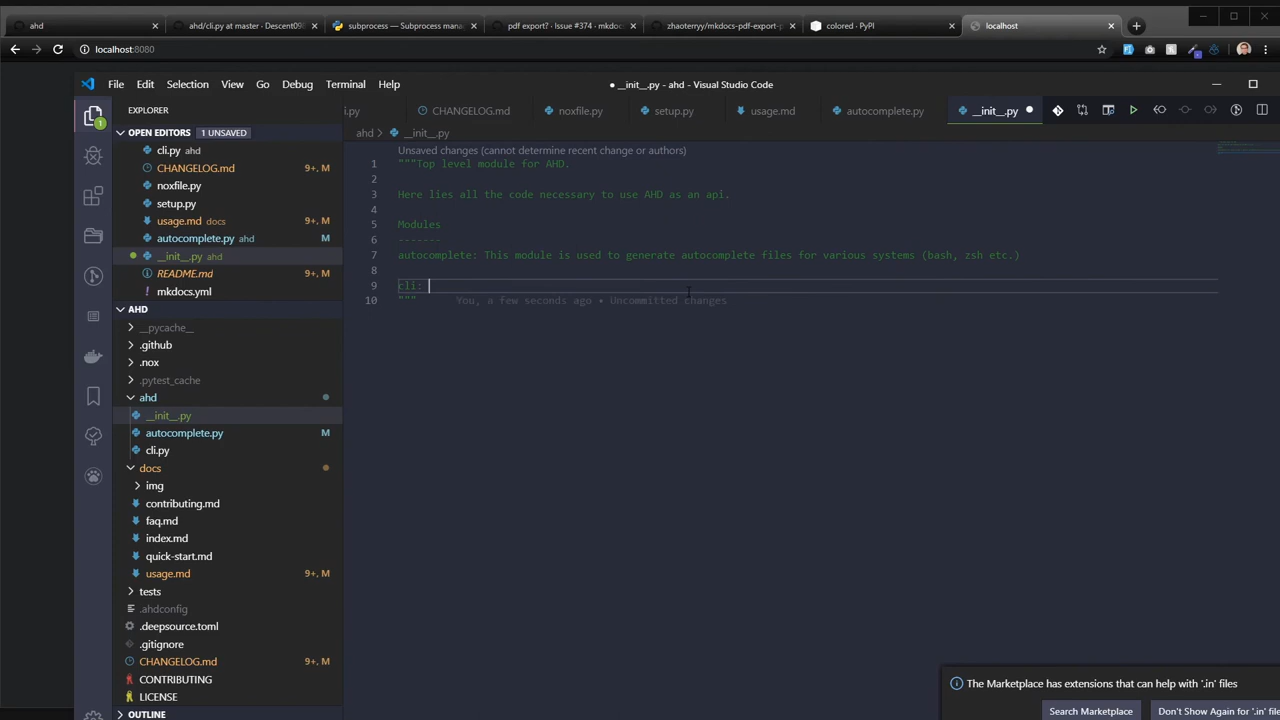 ahd
ahd/cli.py at master · Descent098
subprocess — Subprocess mana
pdf export? · Issue #374 · mkdoc
zhaoterryy/mkdocs-pdf-export-p
colored · PyPI
localhost
localhost:8080
File Edit Selection View Go Debug Terminal Help
● __init__.py - ahd - Visual Studio Code
EXPLORER
i.py
CHANGELOG.md
noxfile.py
setup.py
usage.md
autocomplete.py
__init__.py
OPEN EDITORS
1 UNSAVED
ahd > __init__.py
cli.py ahd
CHANGELOG.md 9+, M
noxfile.py
setup.py
usage.md docs 9+, M
autocomplete.py ahd M
__init__.py ahd
README.md 9+, M
mkdocs.yml
AHD
__pycache__
.github
.nox
.pytest_cache
ahd
__init__.py
autocomplete.py M
cli.py
docs
img
contributing.md
faq.md
index.md
quick-start.md
usage.md 9+, M
tests
.ahdconfig
.deepsource.toml
.gitignore
CHANGELOG.md 9+, M
CONTRIBUTING
LICENSE
OUTLINE
Unsaved changes (cannot determine recent change or authors)
1 """Top level module for AHD.
2
3 Here lies all the code necessary to use AHD as an api.
4
5 Modules
6 -------
7 autocomplete: This module is used to generate autocomplete files for various systems (bash, zsh etc.)
8
9 cli:
10 """ You, a few seconds ago • Uncommitted changes
The Marketplace has extensions that can help with '.in' files
Search Marketplace
Don't Show Again for '.in' file